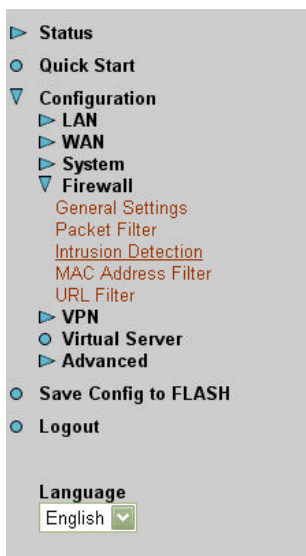 Status
Quick Start
Configuration
LAN
WAN
System
Firewall
General Settings
Packet Filter
Intrusion Detection
MAC Address Filter
URL Filter
VPN
Virtual Server
Advanced
Save Config to FLASH
Logout
Language
English